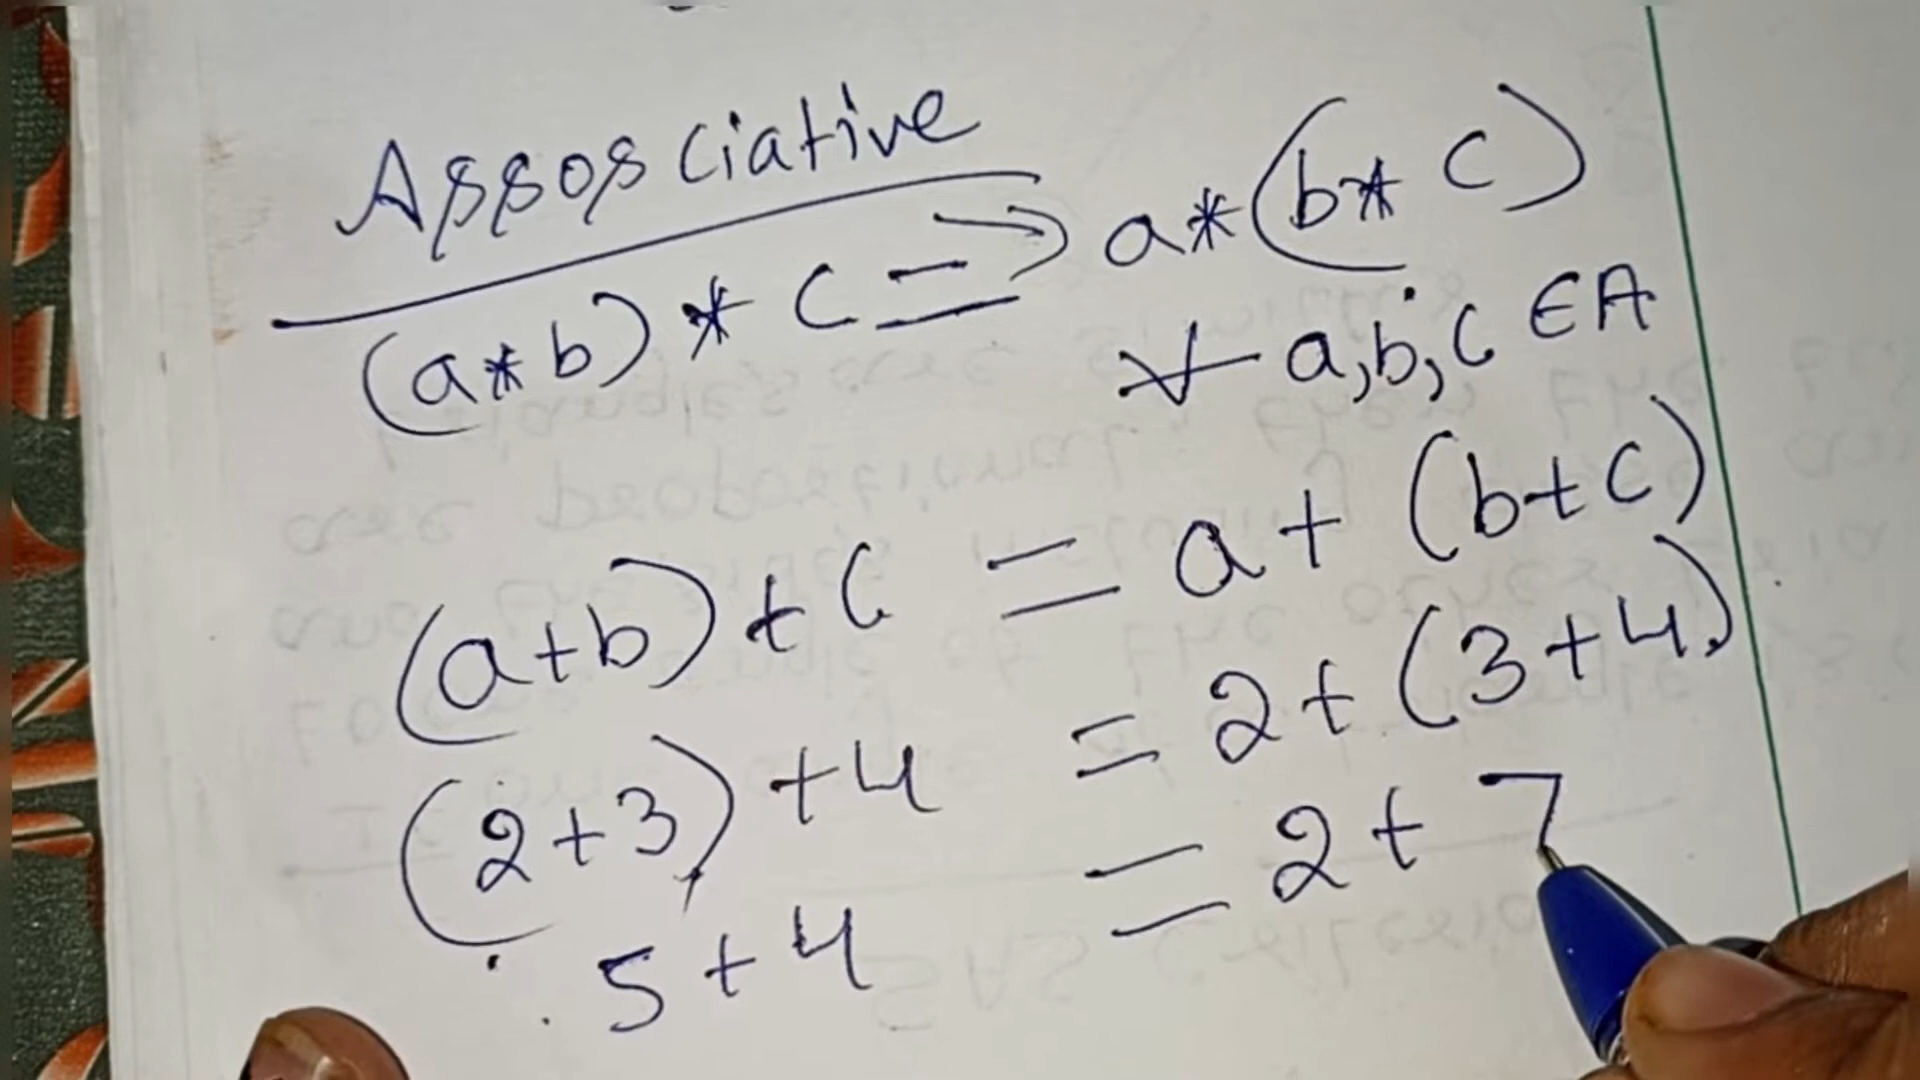 Assosciative
(a*b) * c => a*(b* c)
∀ a,b,c ∈ A
(a+b)+c = a + (b+c)
(2+3)+4 = 2+(3+4)
5+4 = 2+7